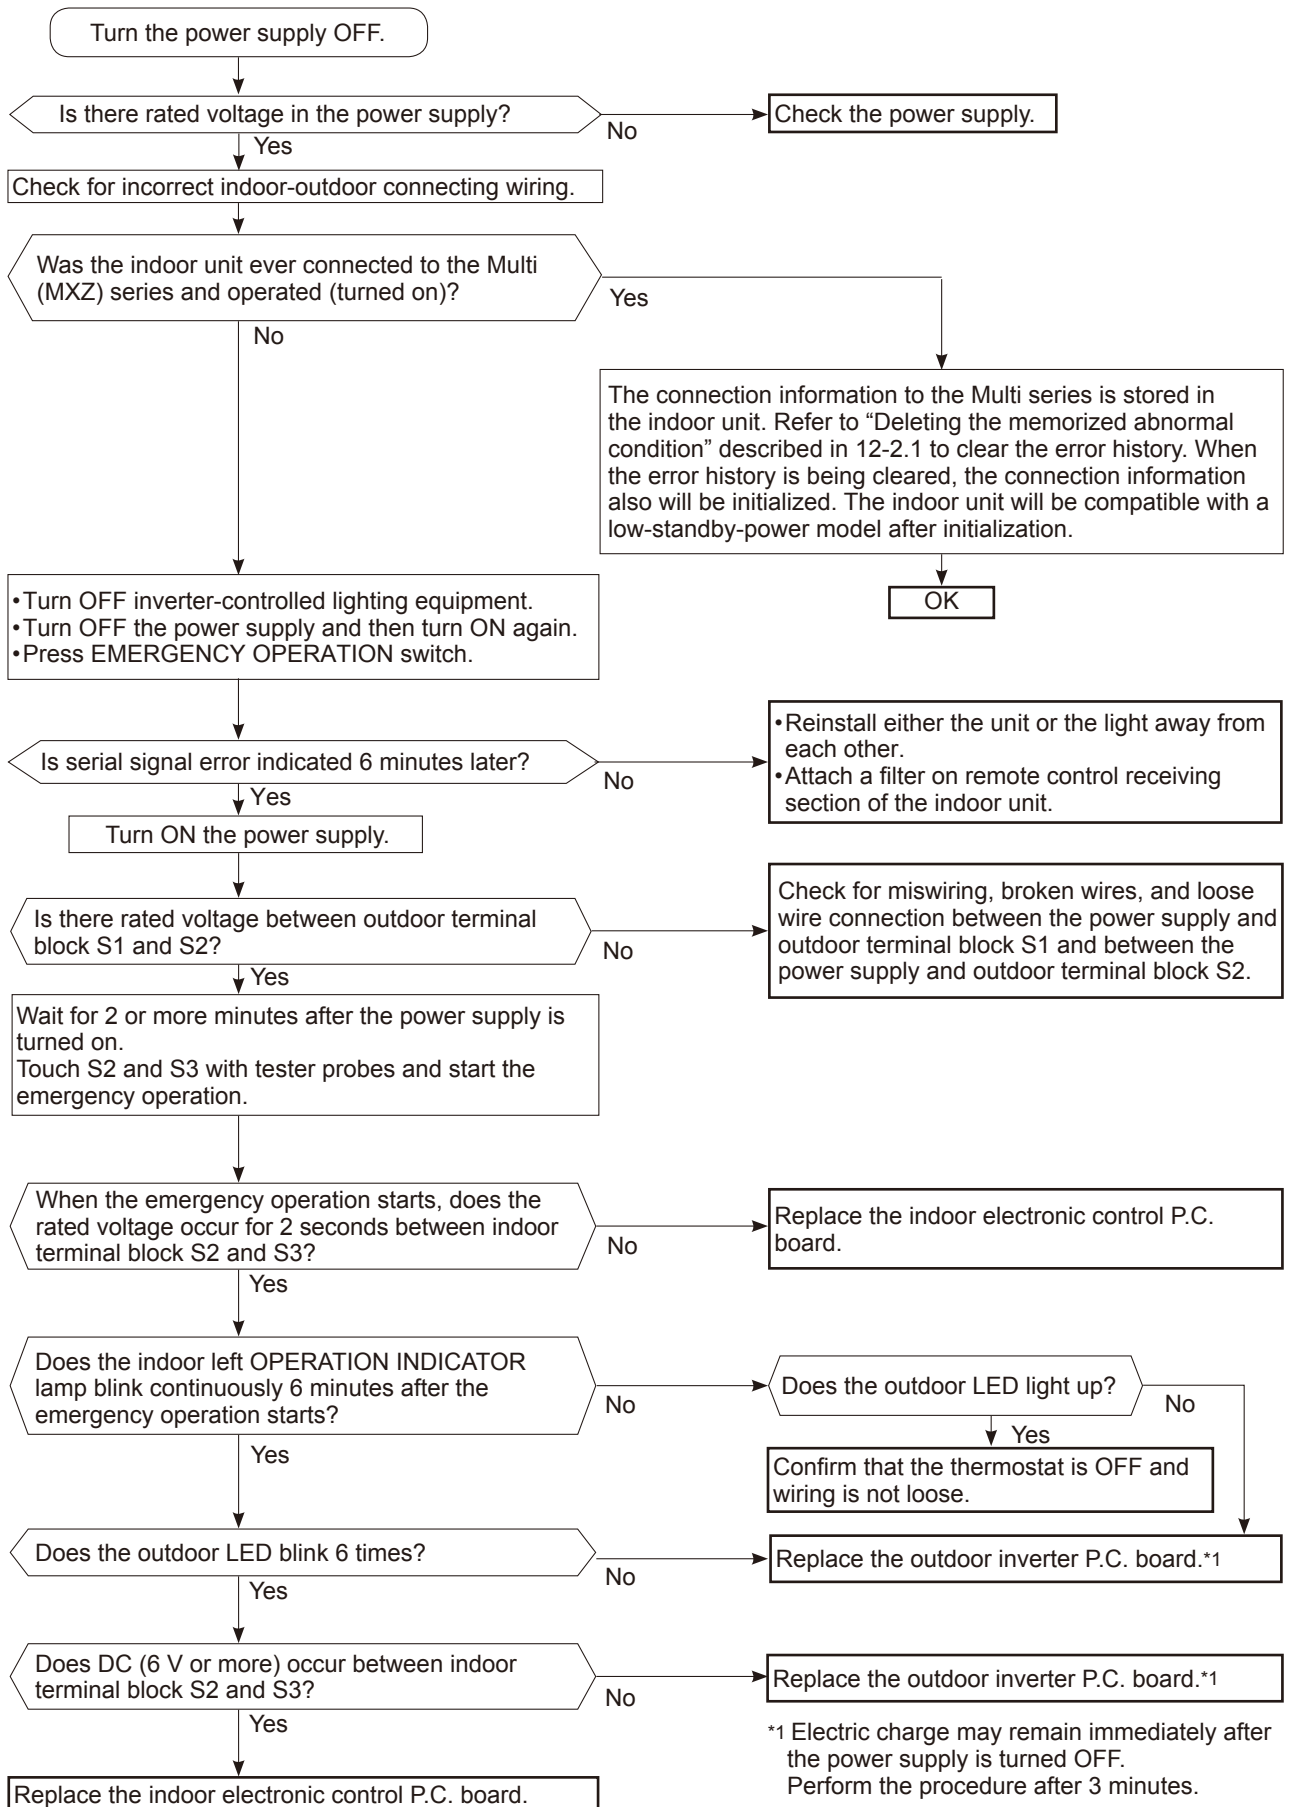 Turn the power supply OFF.
Is there rated voltage in the power supply?
No
Check the power supply.
Yes
Check for incorrect indoor-outdoor connecting wiring.
Was the indoor unit ever connected to the Multi
(MXZ) series and operated (turned on)?
Yes
No
The connection information to the Multi series is stored in
the indoor unit. Refer to “Deleting the memorized abnormal
condition” described in 12-2.1 to clear the error history. When
the error history is being cleared, the connection information
also will be initialized. The indoor unit will be compatible with a
low-standby-power model after initialization.
OK
•Turn OFF inverter-controlled lighting equipment.
•Turn OFF the power supply and then turn ON again.
•Press EMERGENCY OPERATION switch.
Is serial signal error indicated 6 minutes later?
No
•Reinstall either the unit or the light away from
each other.
•Attach a filter on remote control receiving
section of the indoor unit.
Yes
Turn ON the power supply.
Is there rated voltage between outdoor terminal
block S1 and S2?
No
Check for miswiring, broken wires, and loose
wire connection between the power supply and
outdoor terminal block S1 and between the
power supply and outdoor terminal block S2.
Yes
Wait for 2 or more minutes after the power supply is
turned on.
Touch S2 and S3 with tester probes and start the
emergency operation.
When the emergency operation starts, does the
rated voltage occur for 2 seconds between indoor
terminal block S2 and S3?
No
Replace the indoor electronic control P.C.
board.
Yes
Does the indoor left OPERATION INDICATOR
lamp blink continuously 6 minutes after the
emergency operation starts?
No
Does the outdoor LED light up?
No
Yes
Confirm that the thermostat is OFF and
wiring is not loose.
Yes
Does the outdoor LED blink 6 times?
No
Replace the outdoor inverter P.C. board.*1
Yes
Does DC (6 V or more) occur between indoor
terminal block S2 and S3?
No
Replace the outdoor inverter P.C. board.*1
Yes
Replace the indoor electronic control P.C. board.
*1 Electric charge may remain immediately after
the power supply is turned OFF.
Perform the procedure after 3 minutes.